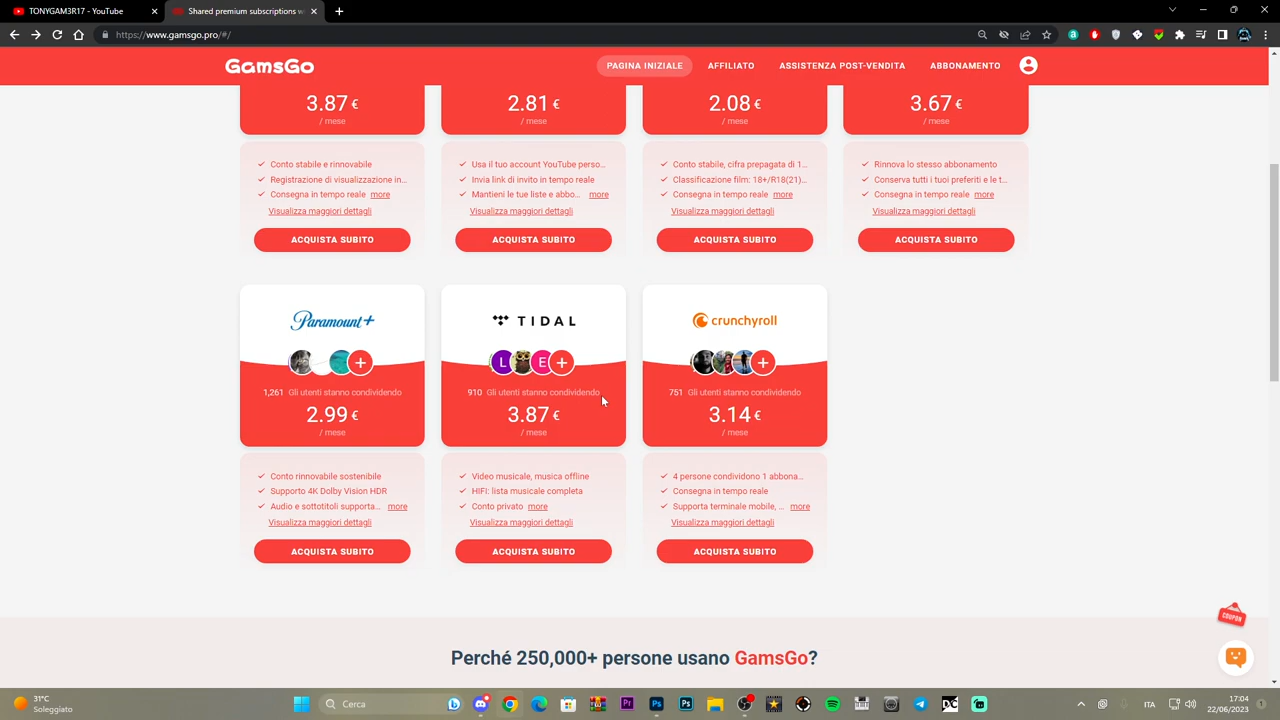 TONYGAM3R17 - YouTube
Shared premium subscriptions w
https://www.gamsgo.pro/#/
GamsGo
PAGINA INIZIALE
AFFILIATO
ASSISTENZA POST-VENDITA
ABBONAMENTO
3.87 €
/ mese
2.81 €
/ mese
2.08 €
/ mese
3.67 €
/ mese
Conto stabile e rinnovabile
Registrazione di visualizzazione in...
Consegna in tempo reale more
Visualizza maggiori dettagli
ACQUISTA SUBITO
Usa il tuo account YouTube perso...
Invia link di invito in tempo reale
Mantieni le tue liste e abbo... more
Visualizza maggiori dettagli
ACQUISTA SUBITO
Conto stabile, cifra prepagata di 1...
Classificazione film: 18+/R18(21)...
Consegna in tempo reale more
Visualizza maggiori dettagli
ACQUISTA SUBITO
Rinnova lo stesso abbonamento
Conserva tutti i tuoi preferiti e le t...
Consegna in tempo reale more
Visualizza maggiori dettagli
ACQUISTA SUBITO
Paramount+
1,261 Gli utenti stanno condividendo
2.99 €
/ mese
Conto rinnovabile sostenibile
Supporto 4K Dolby Vision HDR
Audio e sottotitoli supporta... more
Visualizza maggiori dettagli
ACQUISTA SUBITO
TIDAL
L
E
910 Gli utenti stanno condividendo
3.87 €
/ mese
Video musicale, musica offline
HIFI: lista musicale completa
Conto privato more
Visualizza maggiori dettagli
ACQUISTA SUBITO
crunchyroll
751 Gli utenti stanno condividendo
3.14 €
/ mese
4 persone condividono 1 abbona...
Consegna in tempo reale
Supporta terminale mobile, ... more
Visualizza maggiori dettagli
ACQUISTA SUBITO
COUPON
Perché 250,000+ persone usano GamsGo?
31°C
Soleggiato
Cerca
ITA
17:04
22/06/2023